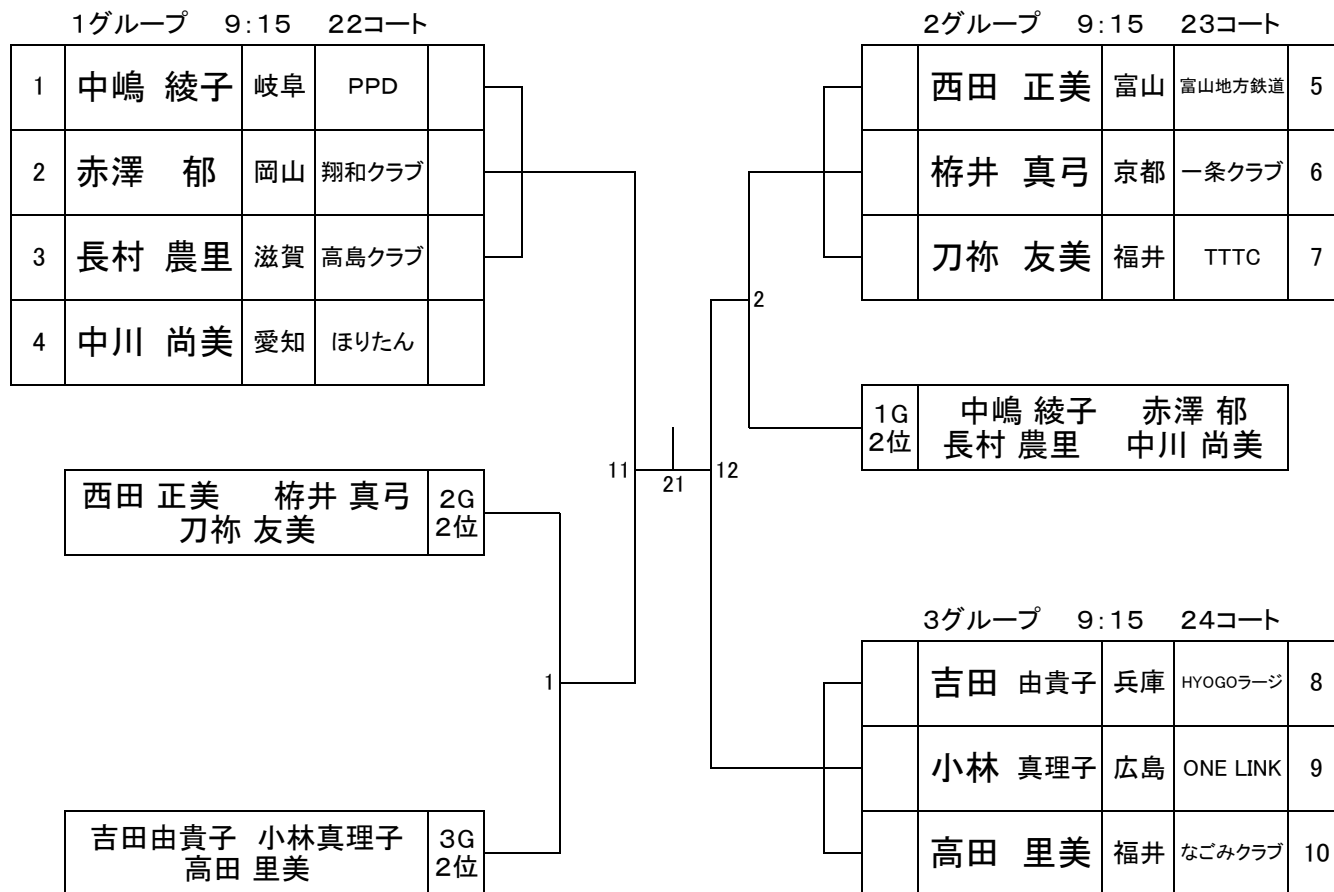 1グループ 9:15 22コート
1 中嶋 綾子 岐阜 PPD
2 赤澤 郁 岡山 翔和クラブ
3 長村 農里 滋賀 高島クラブ
4 中川 尚美 愛知 ほりたん
2グループ 9:15 23コート
西田 正美 富山 富山地方鉄道 5
栫井 真弓 京都 一条クラブ 6
刀祢 友美 福井 TTTC 7
2
1G
2位
中嶋 綾子 赤澤 郁
長村 農里 中川 尚美
11
21
12
西田 正美 栫井 真弓
刀祢 友美
2G
2位
1
3グループ 9:15 24コート
吉田 由貴子 兵庫 HYOGOラージ 8
小林 真理子 広島 ONE LINK 9
高田 里美 福井 なごみクラブ 10
吉田由貴子 小林真理子
高田 里美
3G
2位